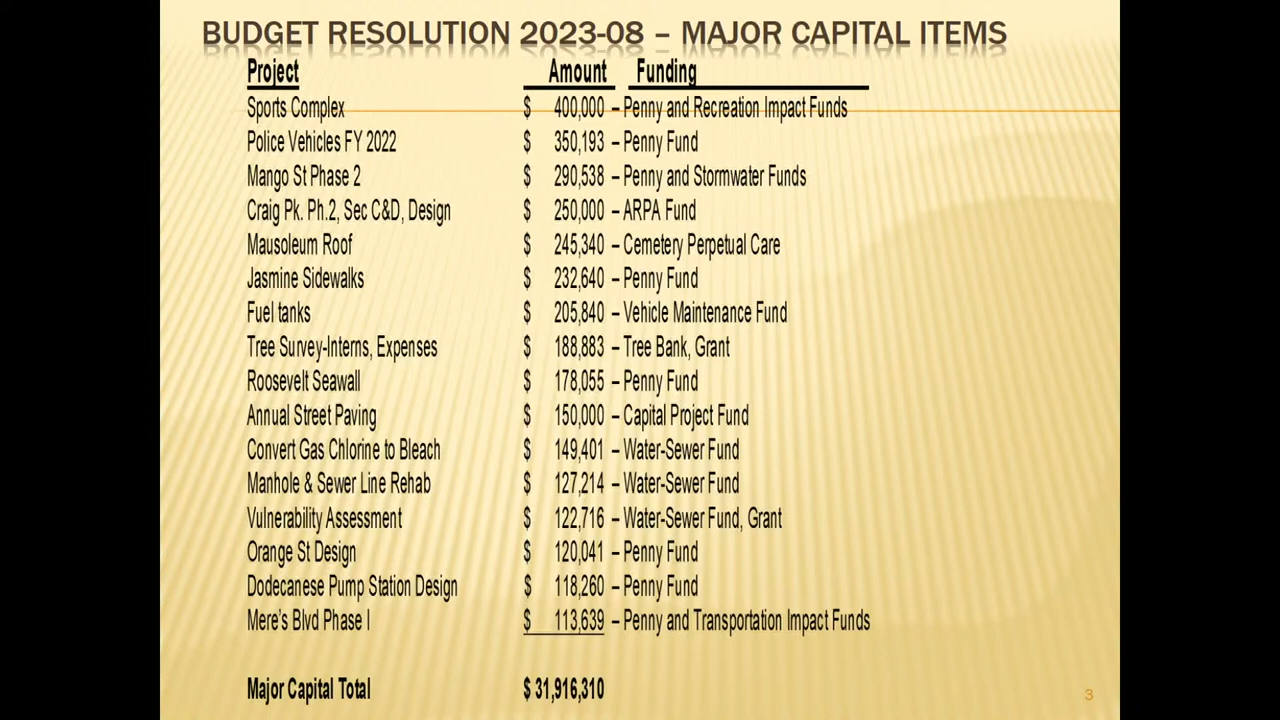 BUDGET RESOLUTION 2023-08 – MAJOR CAPITAL ITEMS
Project Amount Funding
Sports Complex $ 400,000 – Penny and Recreation Impact Funds
Police Vehicles FY 2022 $ 350,193 – Penny Fund
Mango St Phase 2 $ 290,538 – Penny and Stormwater Funds
Craig Pk. Ph.2, Sec C&D, Design $ 250,000 – ARPA Fund
Mausoleum Roof $ 245,340 – Cemetery Perpetual Care
Jasmine Sidewalks $ 232,640 – Penny Fund
Fuel tanks $ 205,840 – Vehicle Maintenance Fund
Tree Survey-Interns, Expenses $ 188,883 – Tree Bank, Grant
Roosevelt Seawall $ 178,055 – Penny Fund
Annual Street Paving $ 150,000 – Capital Project Fund
Convert Gas Chlorine to Bleach $ 149,401 – Water-Sewer Fund
Manhole & Sewer Line Rehab $ 127,214 – Water-Sewer Fund
Vulnerability Assessment $ 122,716 – Water-Sewer Fund, Grant
Orange St Design $ 120,041 – Penny Fund
Dodecanese Pump Station Design $ 118,260 – Penny Fund
Mere's Blvd Phase I $ 113,639 – Penny and Transportation Impact Funds
Major Capital Total $ 31,916,310
3